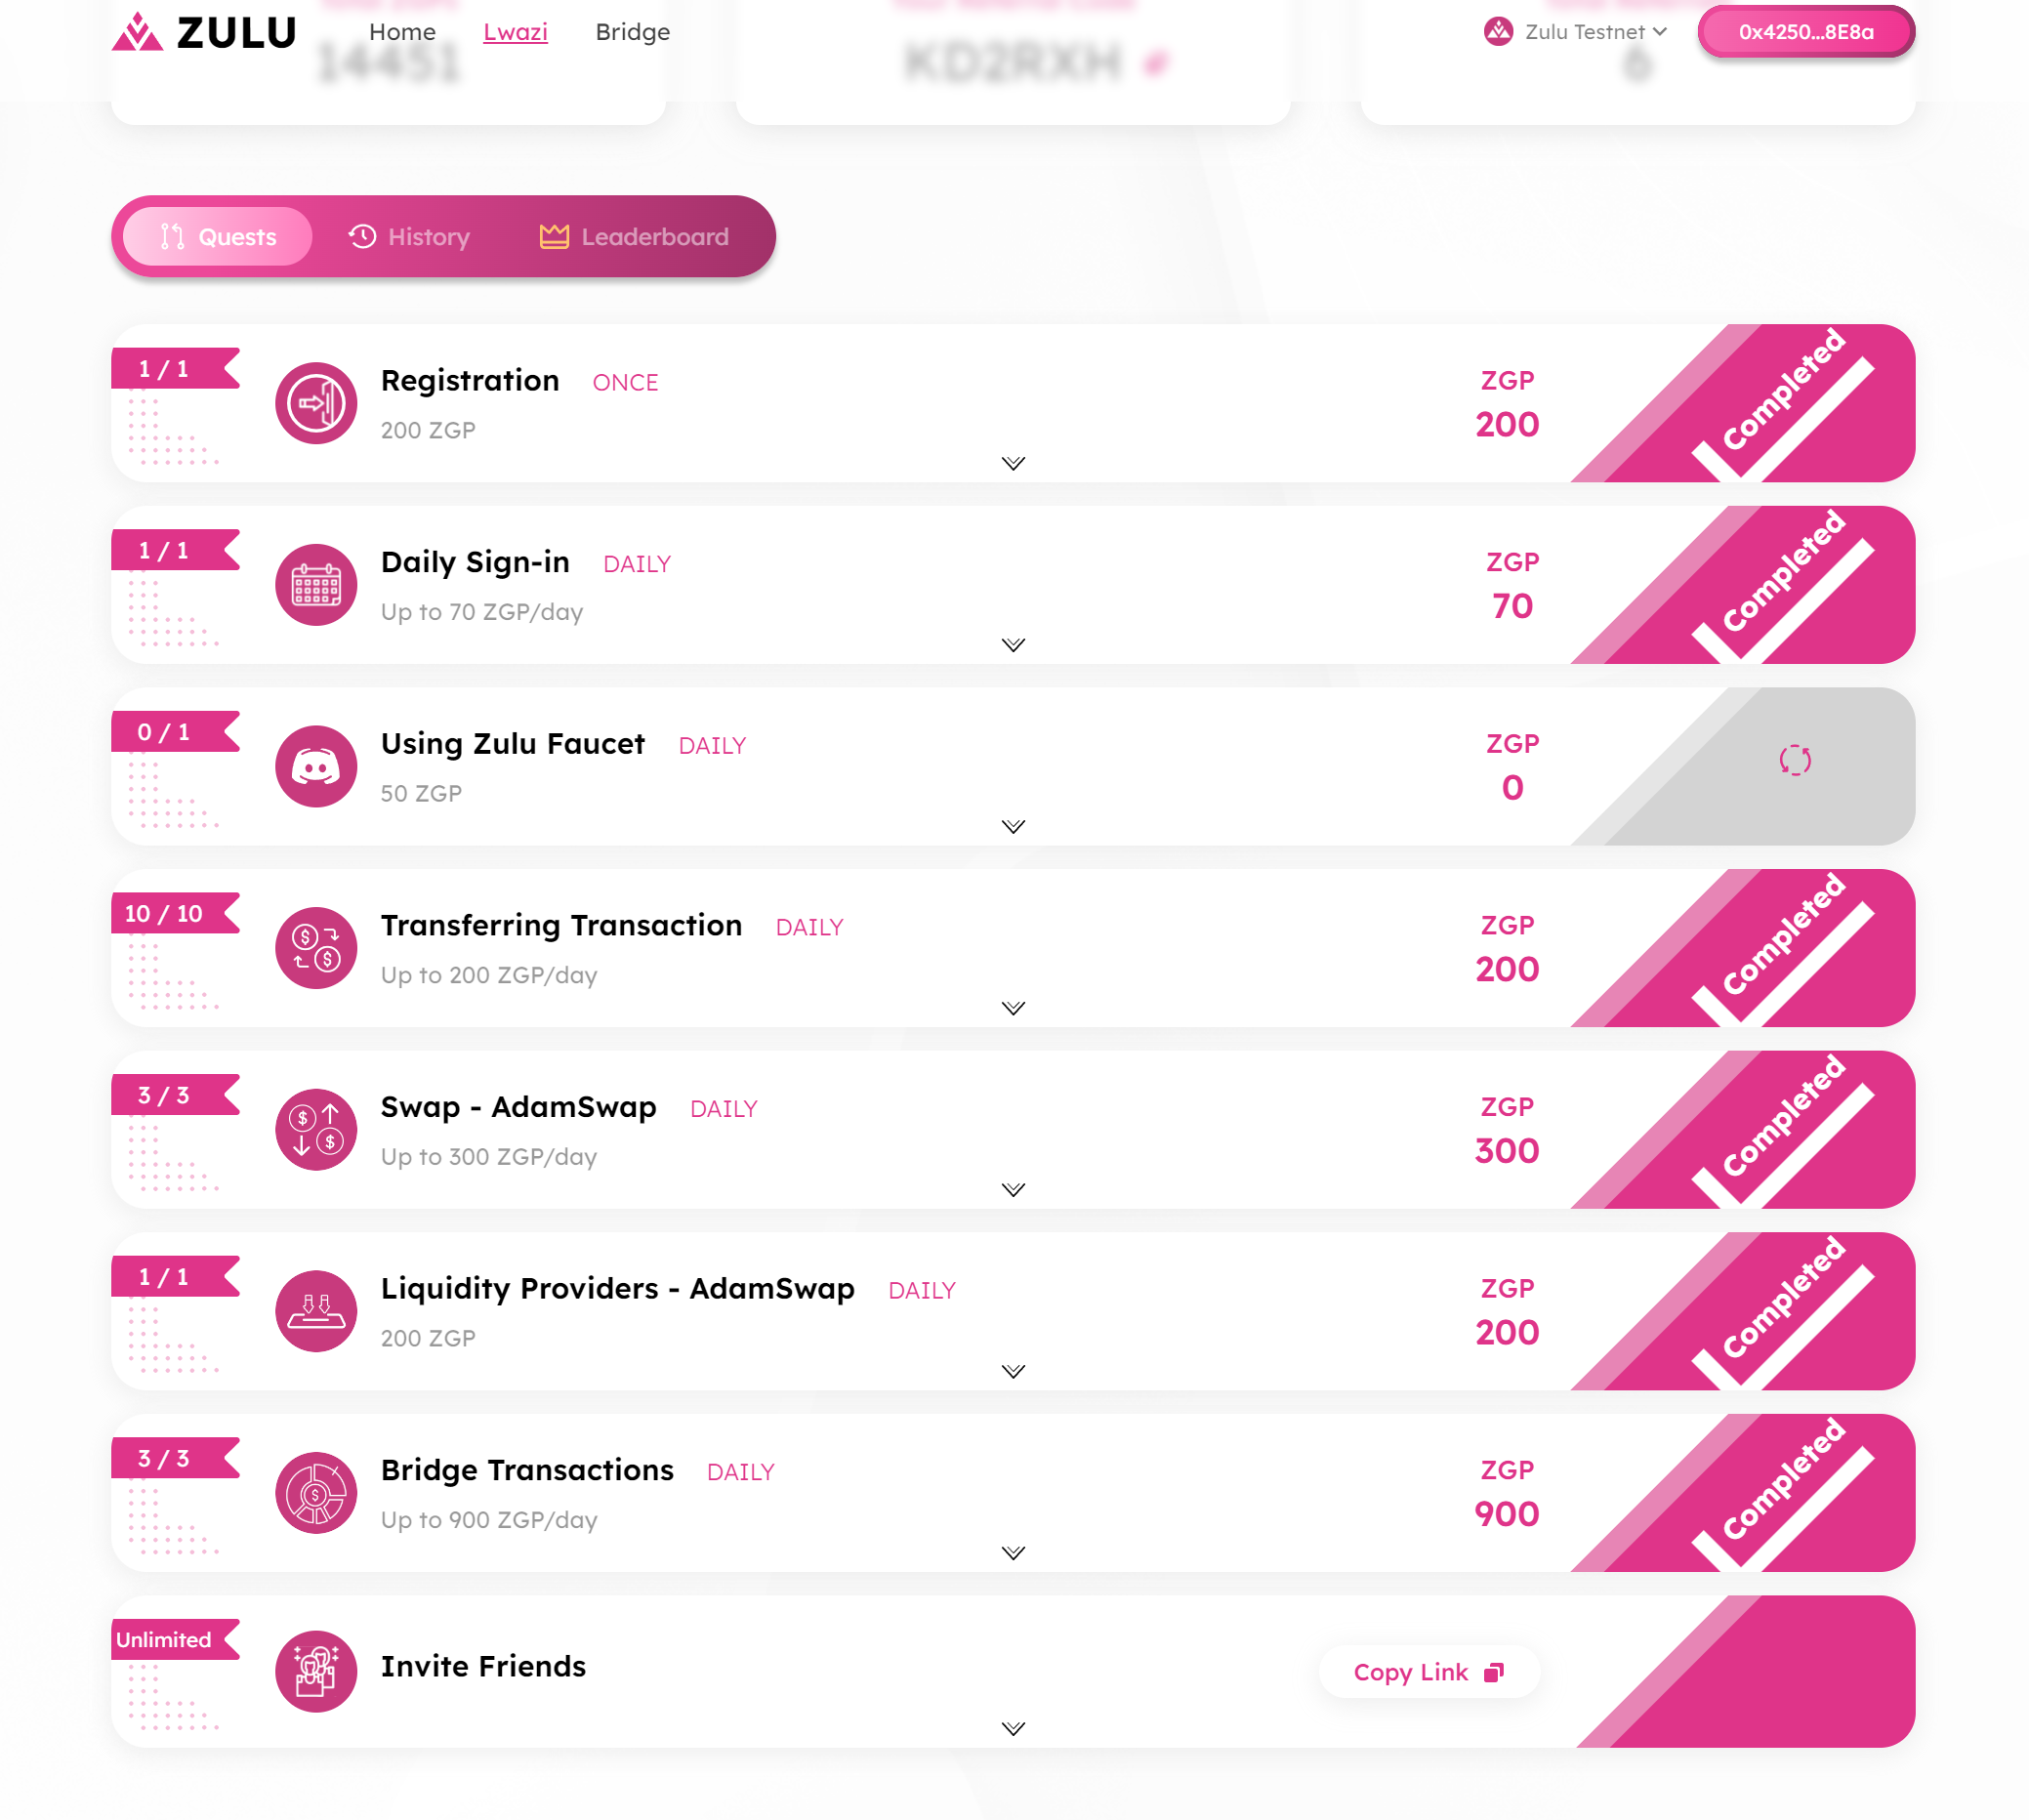 ZULU
Home Lwazi Bridge
Zulu Testnet
0x4250...8E8a
Total ZGPs
14451
Your Referral Code
KD2RXH
6
Quests
History
Leaderboard
1 / 1
Registration ONCE
200 ZGP
ZGP
200
Completed
1 / 1
Daily Sign-in DAILY
Up to 70 ZGP/day
ZGP
70
Completed
0 / 1
Using Zulu Faucet DAILY
50 ZGP
ZGP
0
10 / 10
Transferring Transaction DAILY
Up to 200 ZGP/day
ZGP
200
Completed
3 / 3
Swap - AdamSwap DAILY
Up to 300 ZGP/day
ZGP
300
Completed
1 / 1
Liquidity Providers - AdamSwap DAILY
200 ZGP
ZGP
200
Completed
3 / 3
Bridge Transactions DAILY
Up to 900 ZGP/day
ZGP
900
Completed
Unlimited
Invite Friends
Copy Link